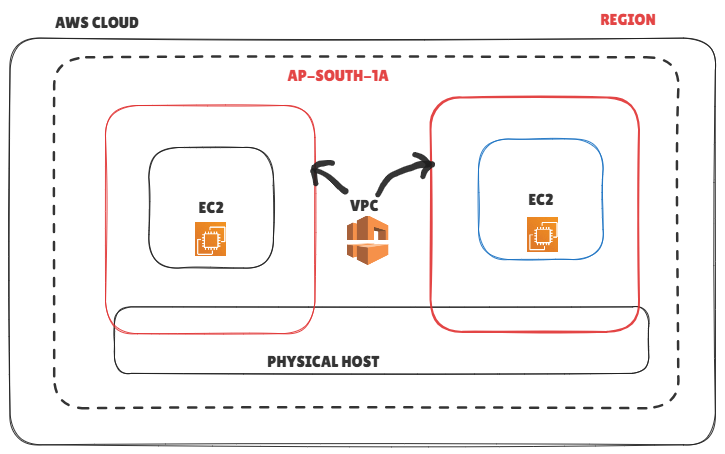 AWS CLOUD
REGION
AP-SOUTH-1A
VPC
EC2
EC2
PHYSICAL HOST